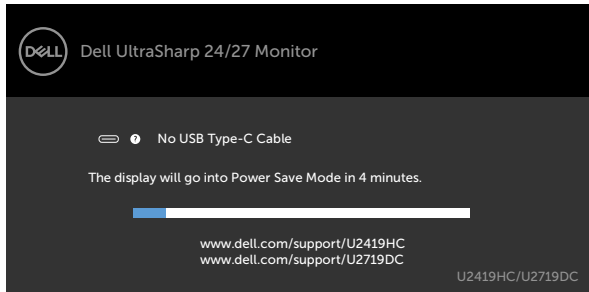 DELL
Dell UltraSharp 24/27 Monitor
? No USB Type-C Cable
The display will go into Power Save Mode in 4 minutes.
www.dell.com/support/U2419HC
www.dell.com/support/U2719DC
U2419HC/U2719DC